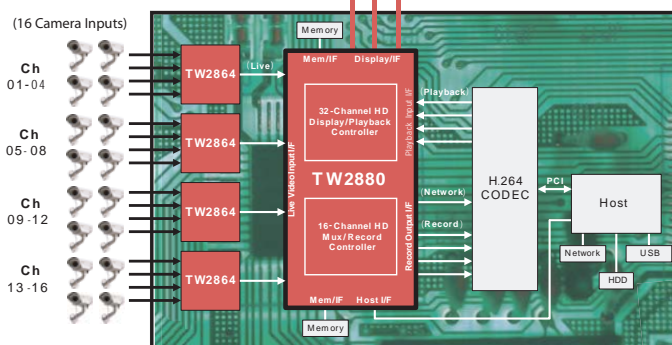 (16 Camera Inputs)
Ch
01-04
Ch
05-08
Ch
09-12
Ch
13-16
TW2864
TW2864
TW2864
TW2864
(Live)
Memory
Mem/IF
Display/IF
32-Channel HD
Display/Playback
Controller
Live Video Input I/F
TW2880
16-Channel HD
Mux/Record
Controller
Mem/IF
Host I/F
Memory
Playback Input I/F
Record Output I/F
(Playback)
(Network)
(Record)
H.264
CODEC
PCI
Host
Network
HDD
USB